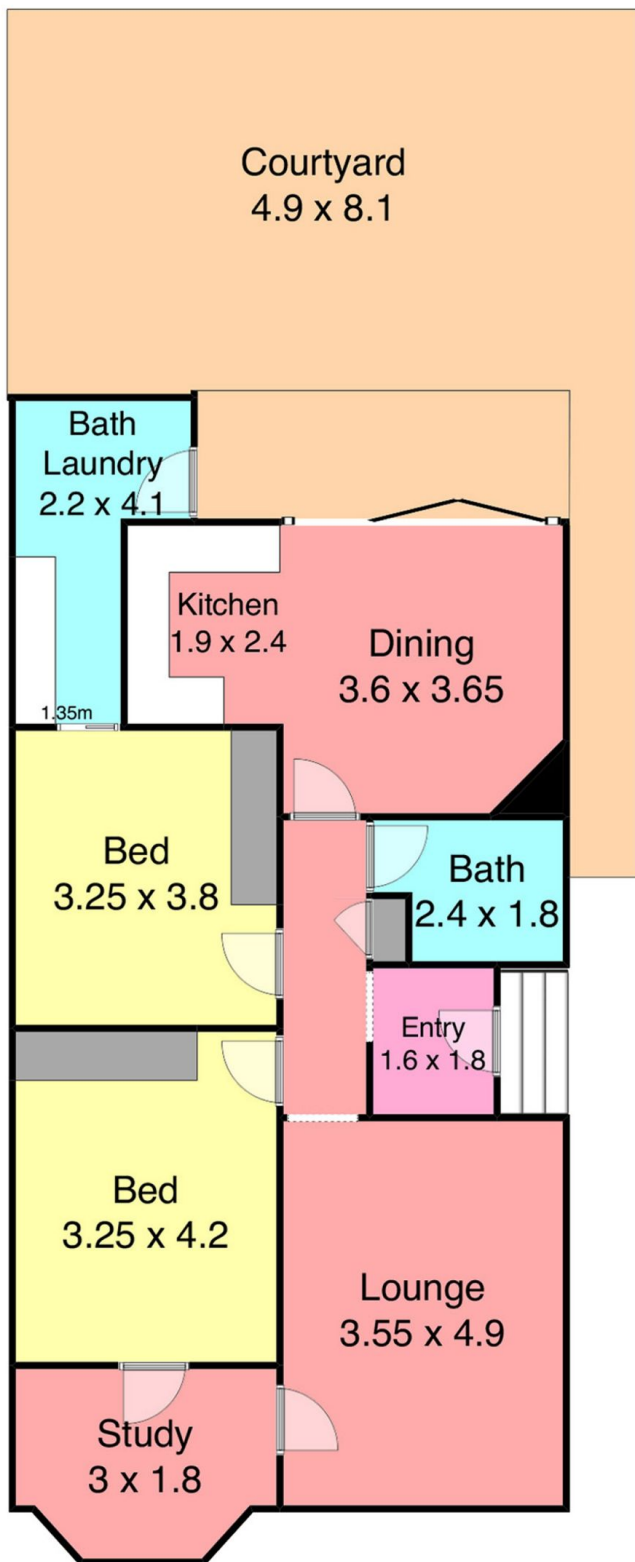 Courtyard
4.9 x 8.1
Bath
Laundry
2.2 x 4.1
Kitchen
1.9 x 2.4
Dining
3.6 x 3.65
1.35m
Bed
3.25 x 3.8
Bath
2.4 x 1.8
Entry
1.6 x 1.8
Bed
3.25 x 4.2
Lounge
3.55 x 4.9
Study
3 x 1.8